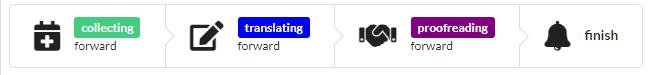 collecting
forward
translating
forward
proofreading
forward
finish